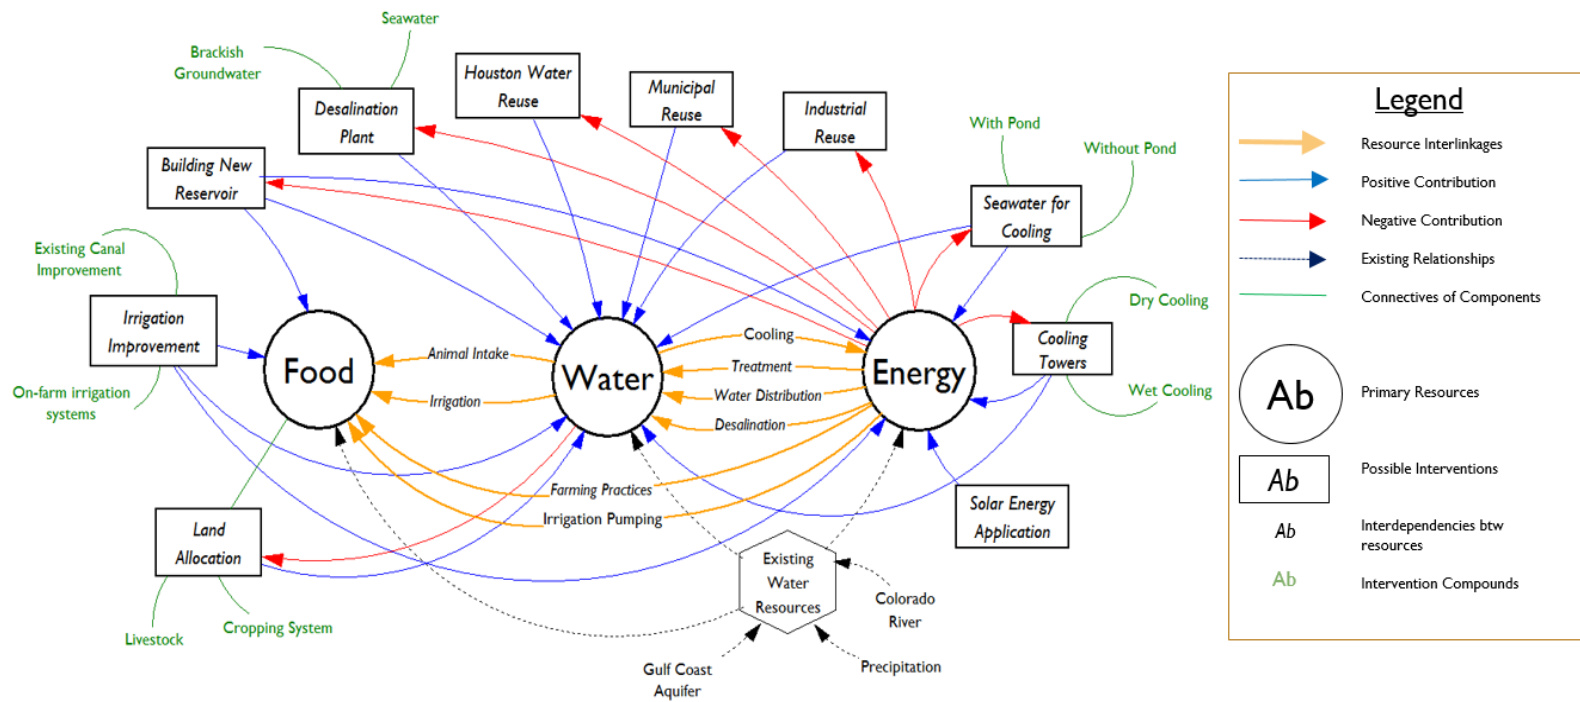 Seawater
Brackish
Groundwater
Desalination
Plant
Houston Water
Reuse
Municipal
Reuse
Industrial
Reuse
With Pond
Without Pond
Seawater for
Cooling
Building New
Reservoir
Existing Canal
Improvement
Irrigation
Improvement
On-farm irrigation
systems
Food
Animal Intake
Irrigation
Water
Cooling
Treatment
Water Distribution
Desalination
Energy
Dry Cooling
Cooling
Towers
Wet Cooling
Farming Practices
Irrigation Pumping
Solar Energy
Application
Land
Allocation
Livestock
Cropping System
Existing
Water
Resources
Colorado
River
Gulf Coast
Aquifer
Precipitation
Legend
Resource Interlinkages
Positive Contribution
Negative Contribution
Existing Relationships
Connectives of Components
Ab
Primary Resources
Ab
Possible Interventions
Ab
Interdependencies btw
resources
Ab
Intervention Compounds